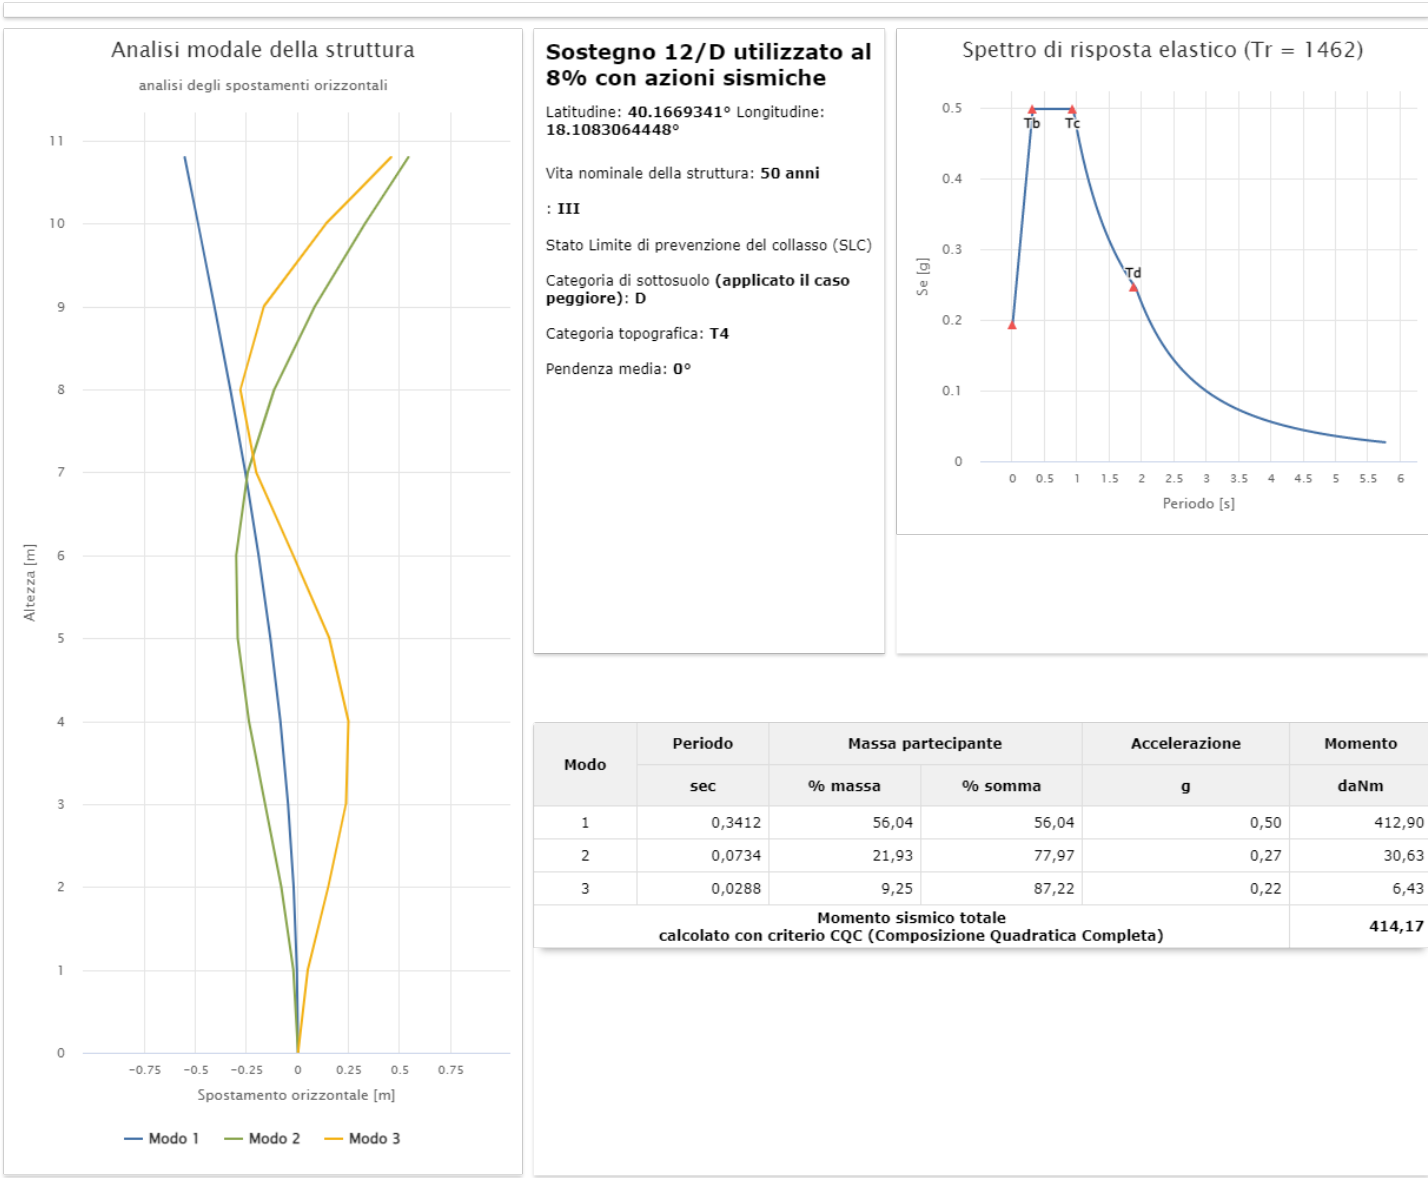 Analisi modale della struttura
analisi degli spostamenti orizzontali
11
10
9
8
7
6
5
4
3
2
1
0
Altezza [m]
−0.75 −0.5 −0.25 0 0.25 0.5 0.75
Spostamento orizzontale [m]
Modo 1 Modo 2 Modo 3
Sostegno 12/D utilizzato al
8% con azioni sismiche
Latitudine: 40.1669341° Longitudine:
18.1083064448°
Vita nominale della struttura: 50 anni
: III
Stato Limite di prevenzione del collasso (SLC)
Categoria di sottosuolo (applicato il caso
peggiore): D
Categoria topografica: T4
Pendenza media: 0°
Spettro di risposta elastico (Tr = 1462)
0.5
0.4
0.3
0.2
0.1
0
Se [g]
Tb Tc
Td
0 0.5 1 1.5 2 2.5 3 3.5 4 4.5 5 5.5 6
Periodo [s]
Modo Periodo Massa partecipante Accelerazione Momento
sec % massa % somma g daNm
1 0,3412 56,04 56,04 0,50 412,90
2 0,0734 21,93 77,97 0,27 30,63
3 0,0288 9,25 87,22 0,22 6,43
Momento sismico totale
calcolato con criterio CQC (Composizione Quadratica Completa) 414,17